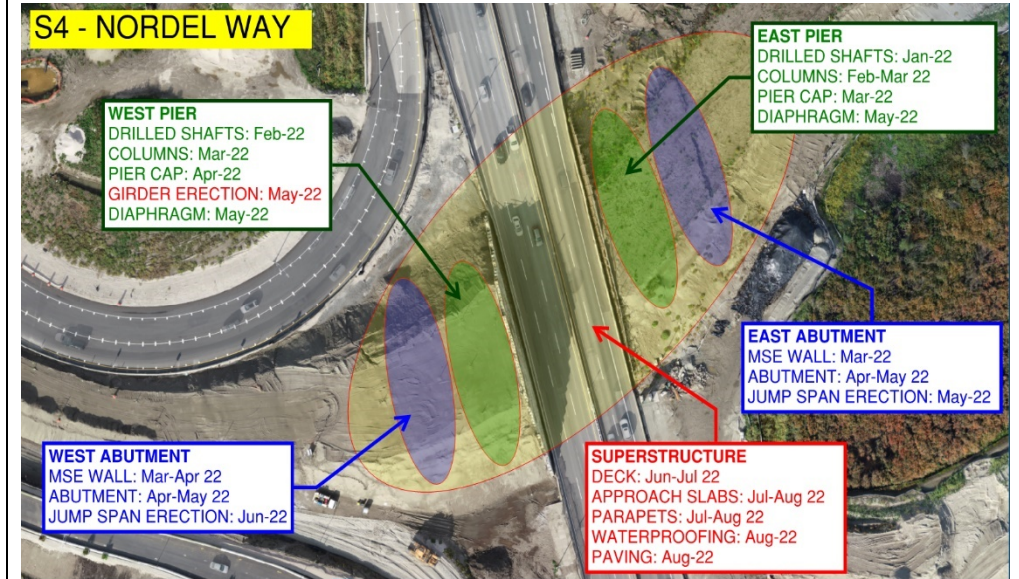 S4 - NORDEL WAY
WEST PIER
DRILLED SHAFTS: Feb-22
COLUMNS: Mar-22
PIER CAP: Apr-22
GIRDER ERECTION: May-22
DIAPHRAGM: May-22
EAST PIER
DRILLED SHAFTS: Jan-22
COLUMNS: Feb-Mar 22
PIER CAP: Mar-22
DIAPHRAGM: May-22
EAST ABUTMENT
MSE WALL: Mar-22
ABUTMENT: Apr-May 22
JUMP SPAN ERECTION: May-22
WEST ABUTMENT
MSE WALL: Mar-Apr 22
ABUTMENT: Apr-May 22
JUMP SPAN ERECTION: Jun-22
SUPERSTRUCTURE
DECK: Jun-Jul 22
APPROACH SLABS: Jul-Aug 22
PARAPETS: Jul-Aug 22
WATERPROOFING: Aug-22
PAVING: Aug-22